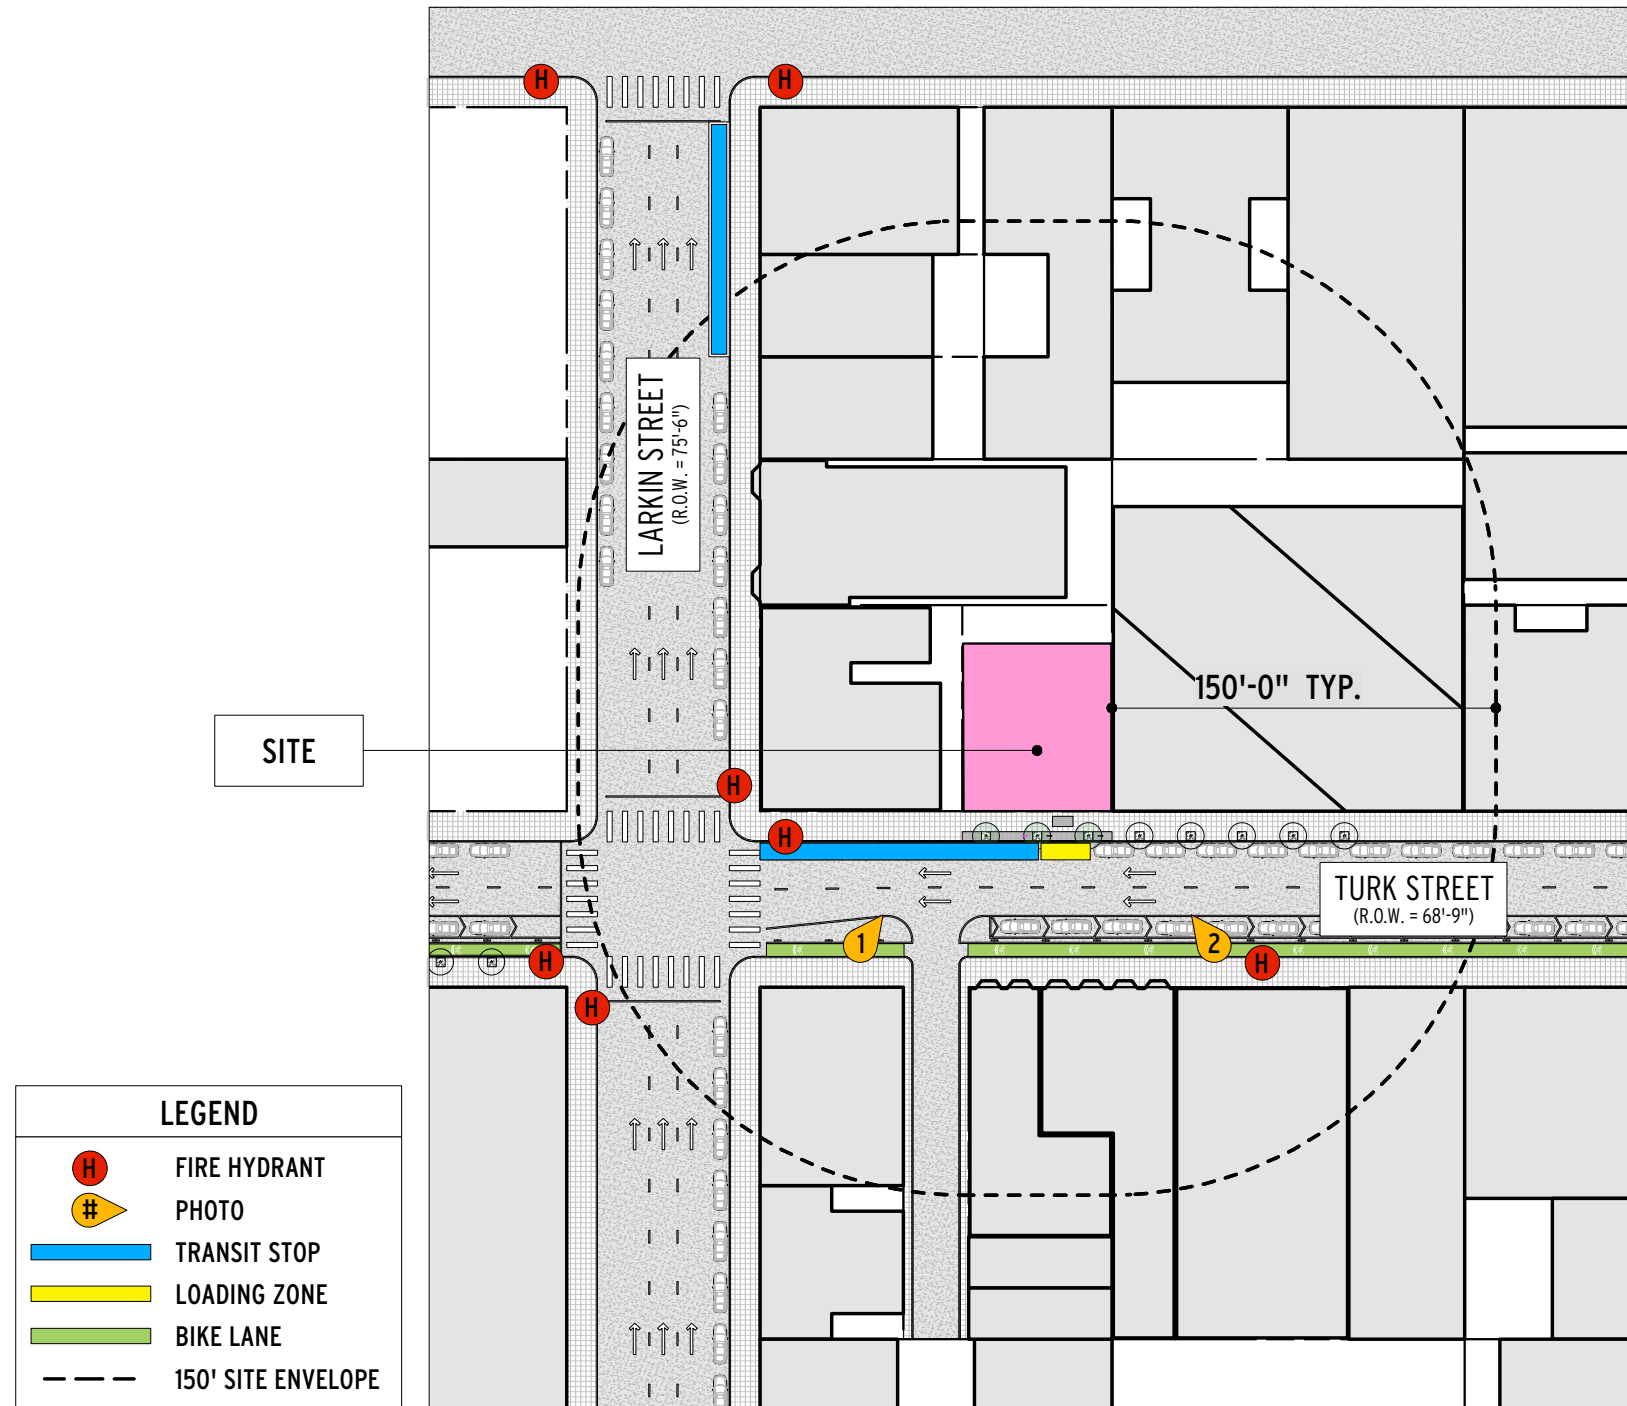 H
H
LARKIN STREET
(R.O.W. = 75'-6")
150'-0" TYP.
SITE
H
H
TURK STREET
(R.O.W. = 68'-9")
1
2
H
H
H
LEGEND
H FIRE HYDRANT
# PHOTO
TRANSIT STOP
LOADING ZONE
BIKE LANE
150' SITE ENVELOPE